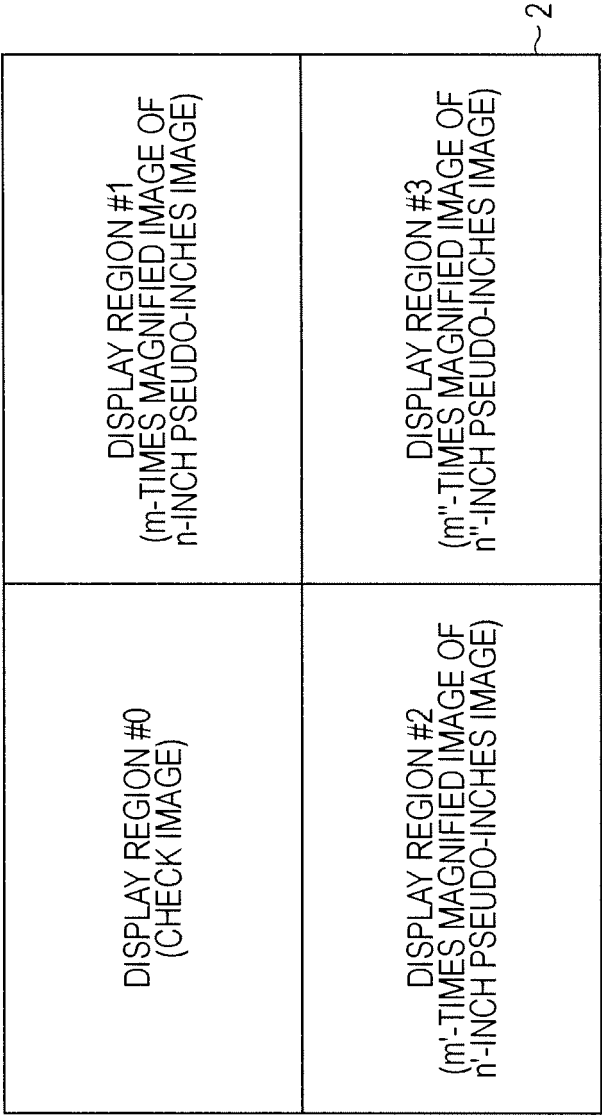 DISPLAY REGION #0
(CHECK IMAGE)
DISPLAY REGION #1
(m-TIMES MAGNIFIED IMAGE OF
n-INCH PSEUDO-INCHES IMAGE)
DISPLAY REGION #2
(m'-TIMES MAGNIFIED IMAGE OF
n'-INCH PSEUDO-INCHES IMAGE)
DISPLAY REGION #3
(m"-TIMES MAGNIFIED IMAGE OF
n"-INCH PSEUDO-INCHES IMAGE)
2